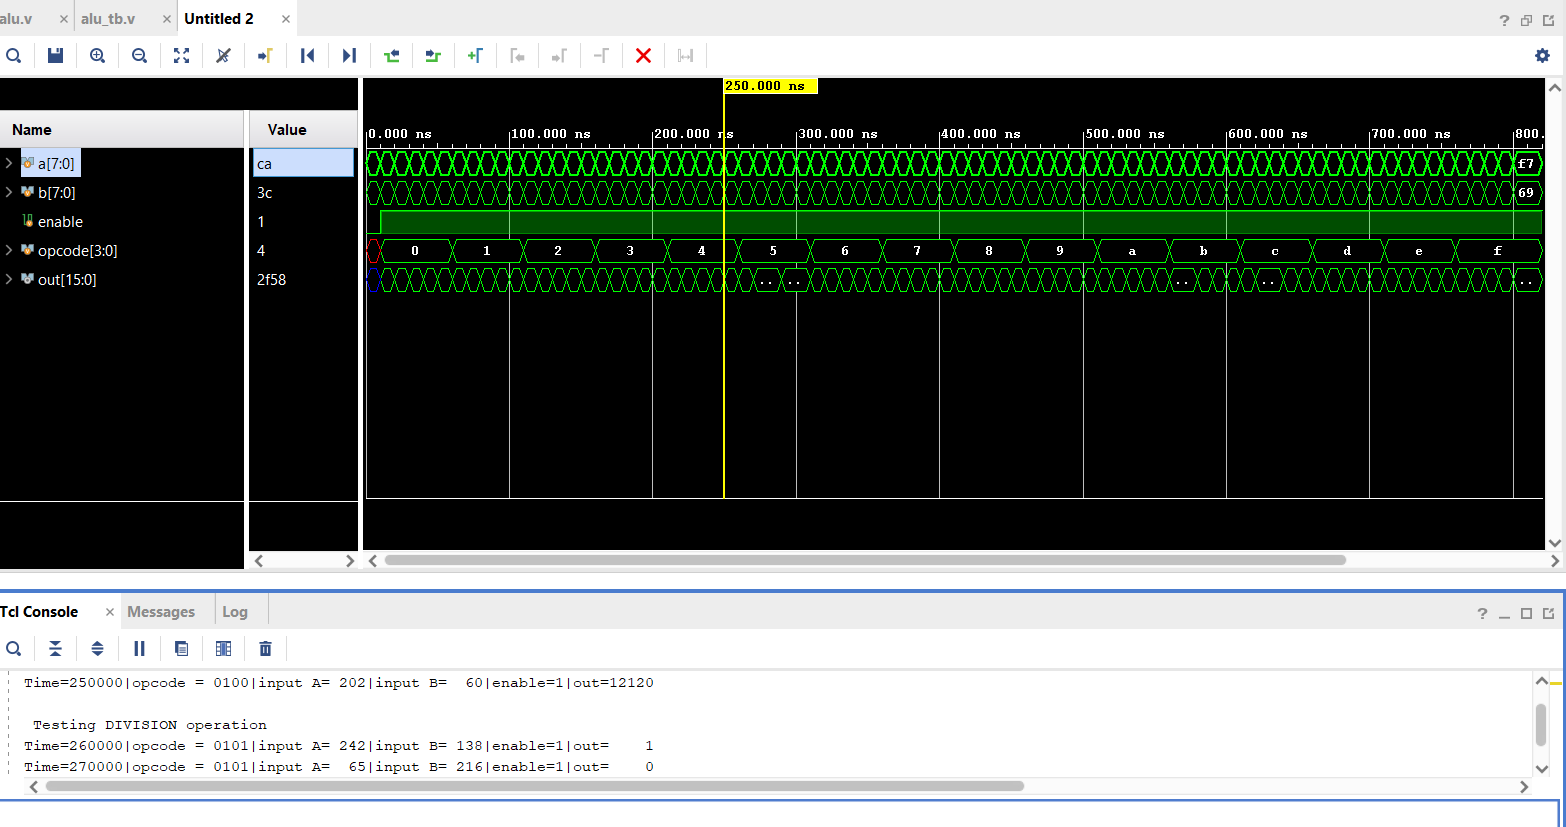 alu.v × alu_tb.v × Untitled 2 × ?
250.000 ns
Name Value
0.000 ns 100.000 ns 200.000 ns 300.000 ns 400.000 ns 500.000 ns 600.000 ns 700.000 ns 800.
a[7:0] ca f7
b[7:0] 3c 69
enable 1
opcode[3:0] 4 0 1 2 3 4 5 6 7 8 9 a b c d e f
out[15:0] 2f58 .. .. .. .. ..
Tcl Console × Messages Log ?
Time=250000|opcode = 0100|input A= 202|input B=  60|enable=1|out=12120
Testing DIVISION operation
Time=260000|opcode = 0101|input A= 242|input B= 138|enable=1|out=    1
Time=270000|opcode = 0101|input A=  65|input B= 216|enable=1|out=    0